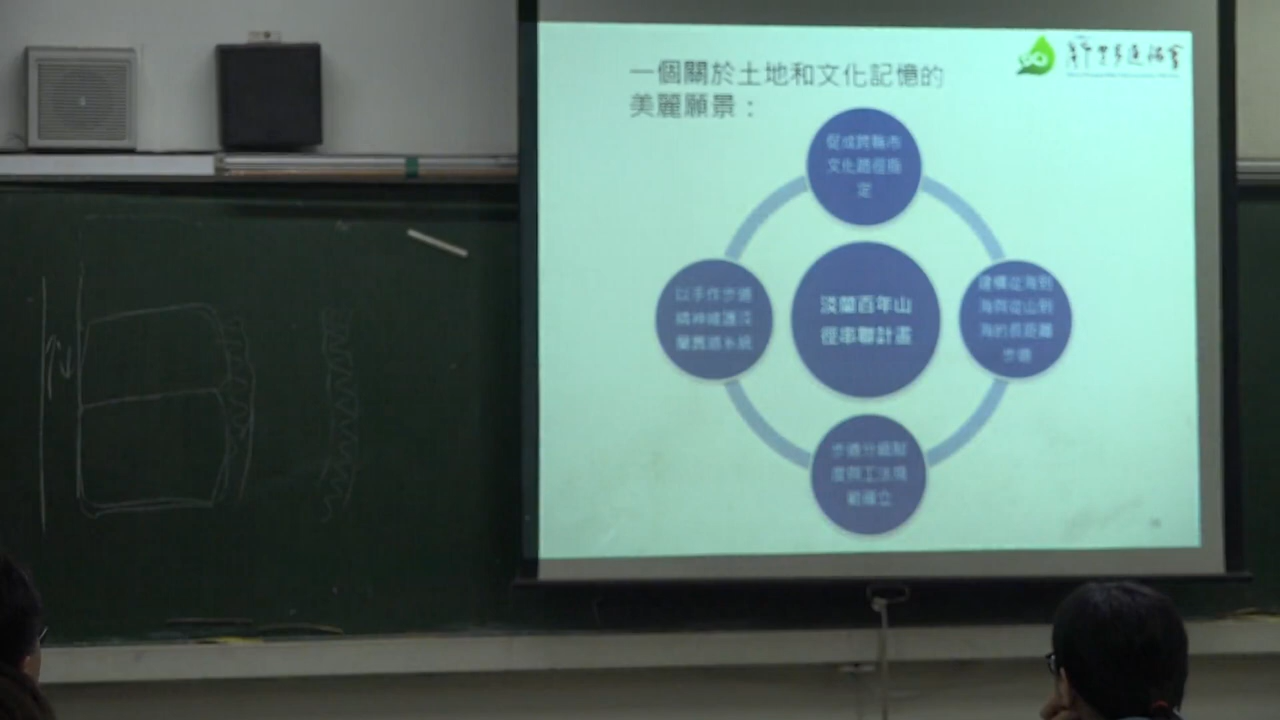 一個關於土地和文化記憶的
美麗願景：
促成跨縣市
文化路徑指
定
以手作步道
精神維護淡
蘭舊道系統
淡蘭百年山
徑串聯計畫
建構從海到
海與從山到
海的長距離
步道
步道分級制
度與工法規
範確立